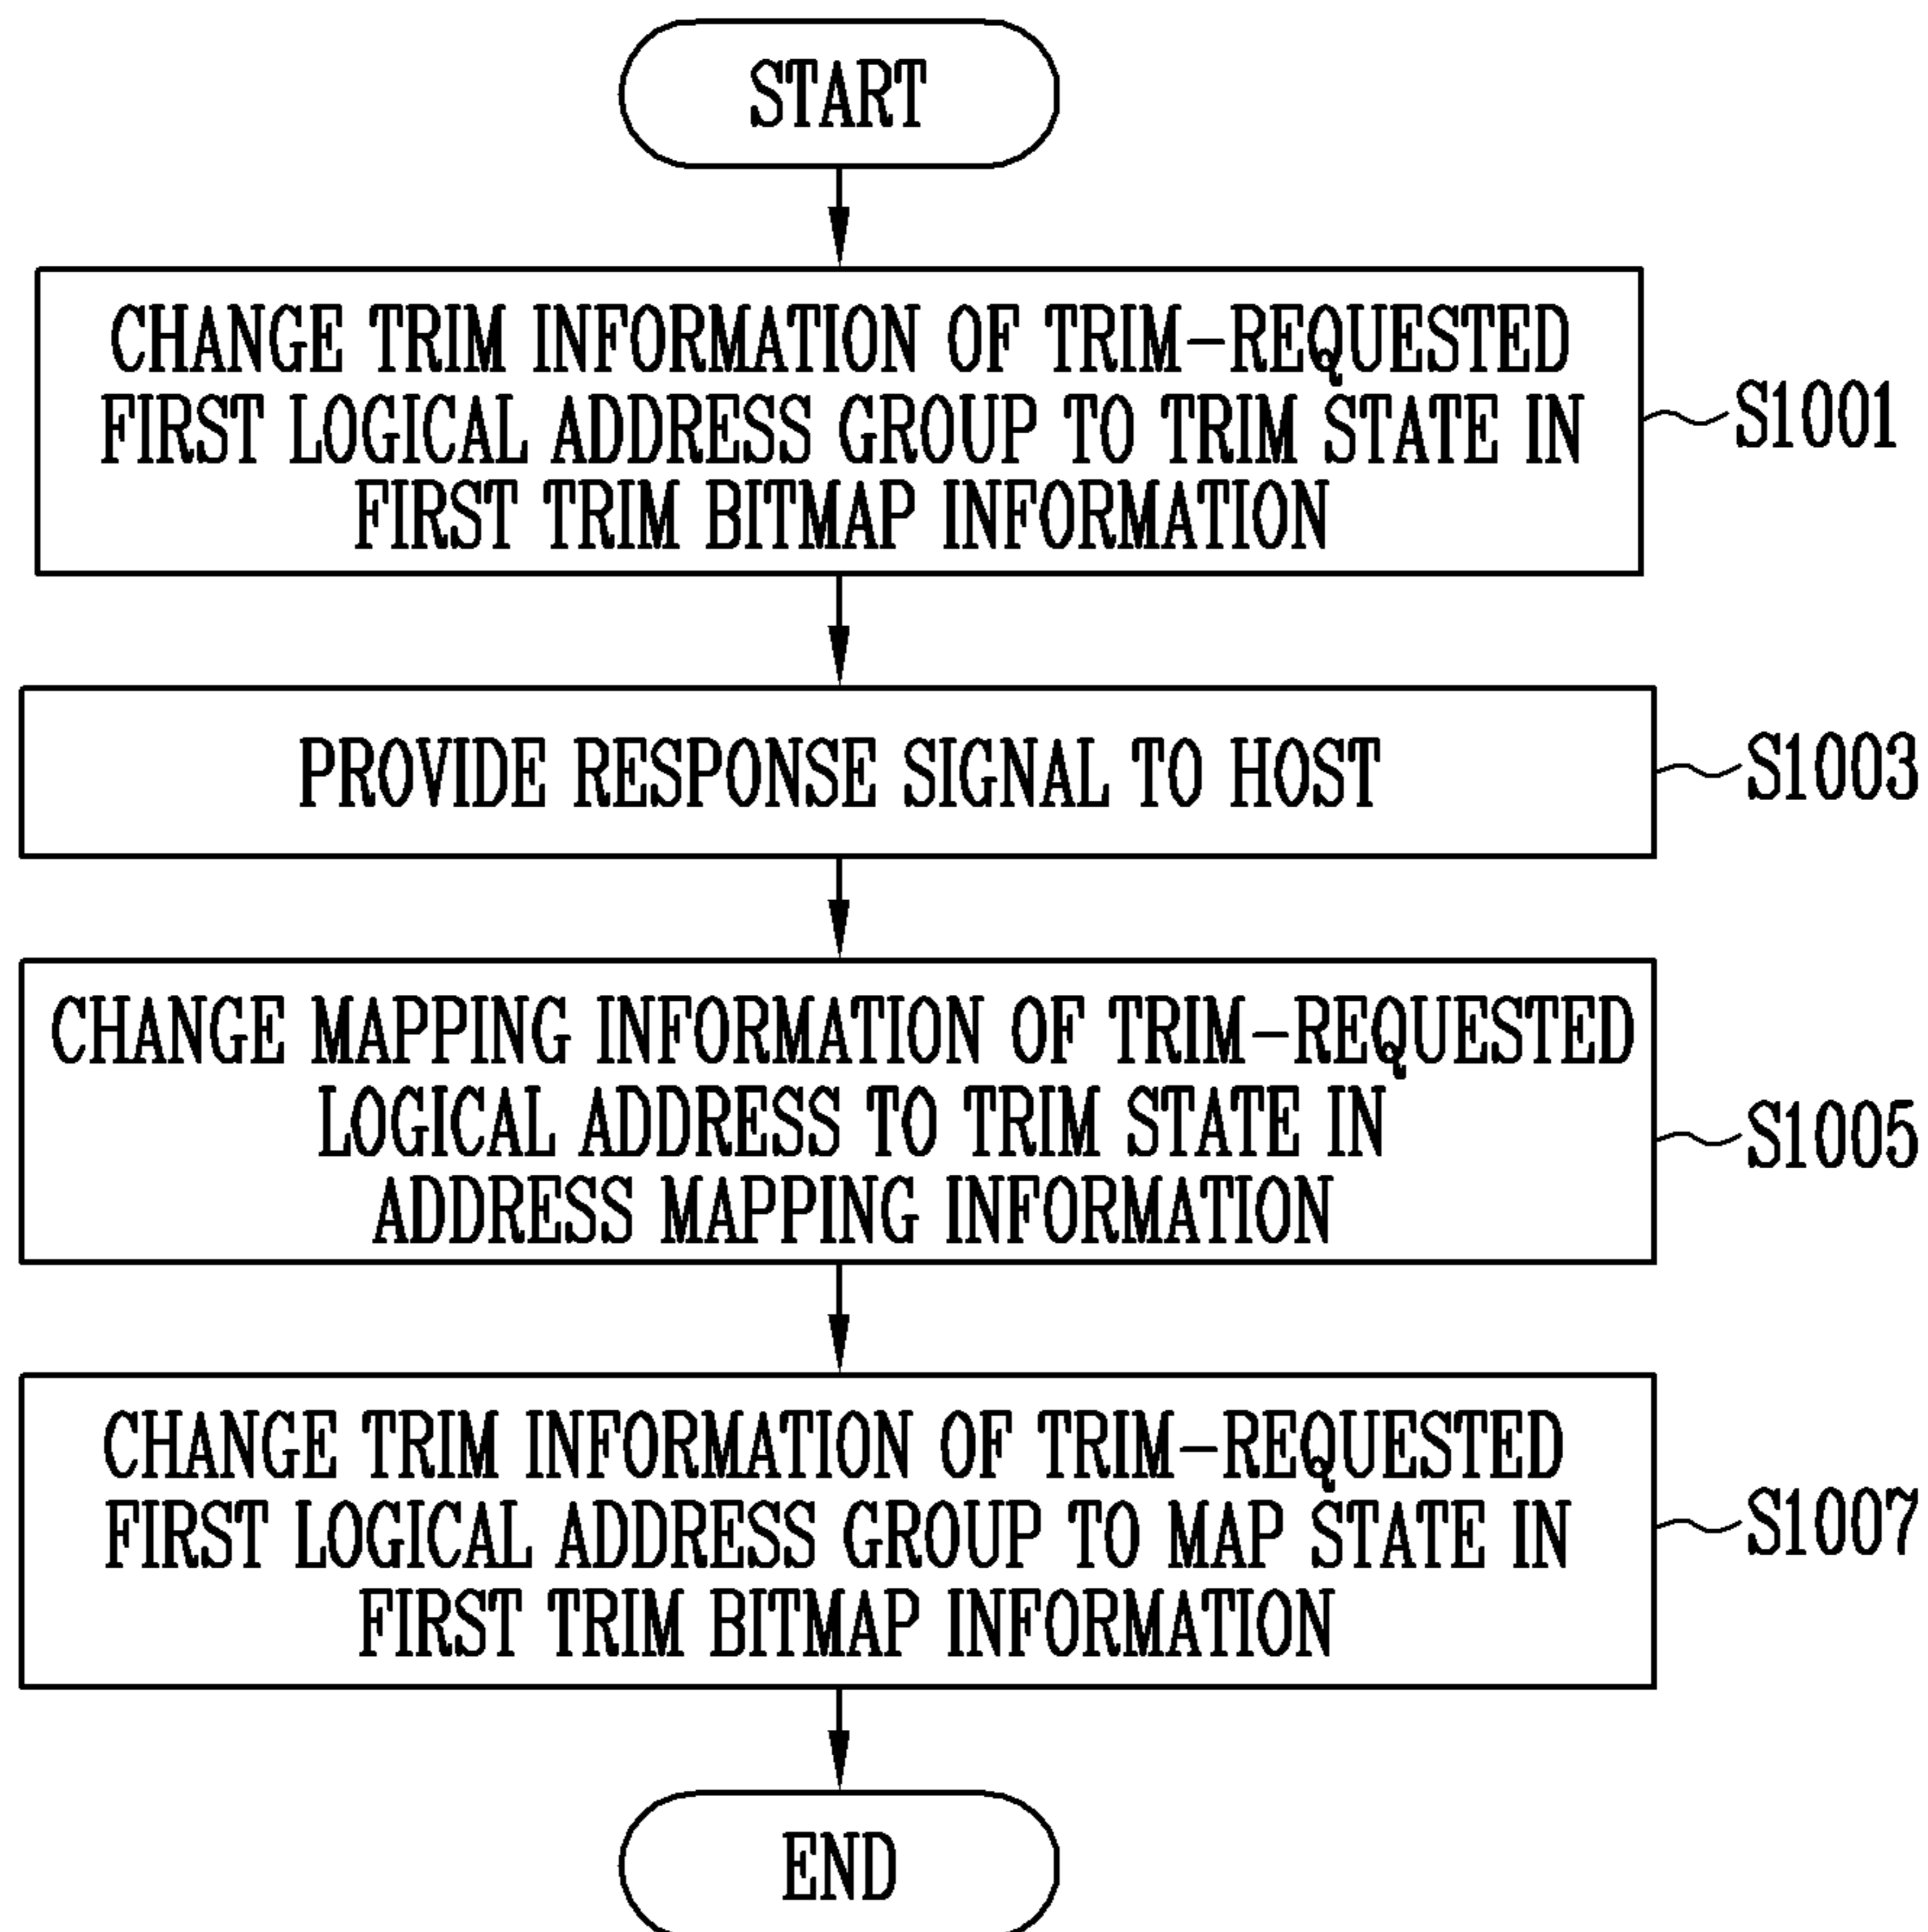 START
CHANGE TRIM INFORMATION OF TRIM-REQUESTED
FIRST LOGICAL ADDRESS GROUP TO TRIM STATE IN
FIRST TRIM BITMAP INFORMATION
S1001
PROVIDE RESPONSE SIGNAL TO HOST
S1003
CHANGE MAPPING INFORMATION OF TRIM-REQUESTED
LOGICAL ADDRESS TO TRIM STATE IN
ADDRESS MAPPING INFORMATION
S1005
CHANGE TRIM INFORMATION OF TRIM-REQUESTED
FIRST LOGICAL ADDRESS GROUP TO MAP STATE IN
FIRST TRIM BITMAP INFORMATION
S1007
END